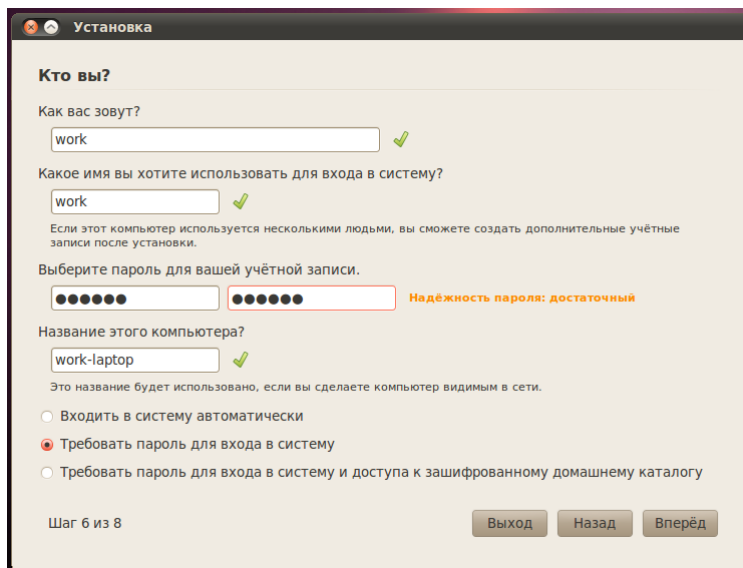 Установка
Кто вы?
Как вас зовут?
work
Какое имя вы хотите использовать для входа в систему?
work
Если этот компьютер используется несколькими людьми, вы сможете создать дополнительные учётные
записи после установки.
Выберите пароль для вашей учётной записи.
●●●●●● ●●●●●● Надёжность пароля: достаточный
Название этого компьютера?
work-laptop
Это название будет использовано, если вы сделаете компьютер видимым в сети.
Входить в систему автоматически
Требовать пароль для входа в систему
Требовать пароль для входа в систему и доступа к зашифрованному домашнему каталогу
Шаг 6 из 8 Выход Назад Вперёд